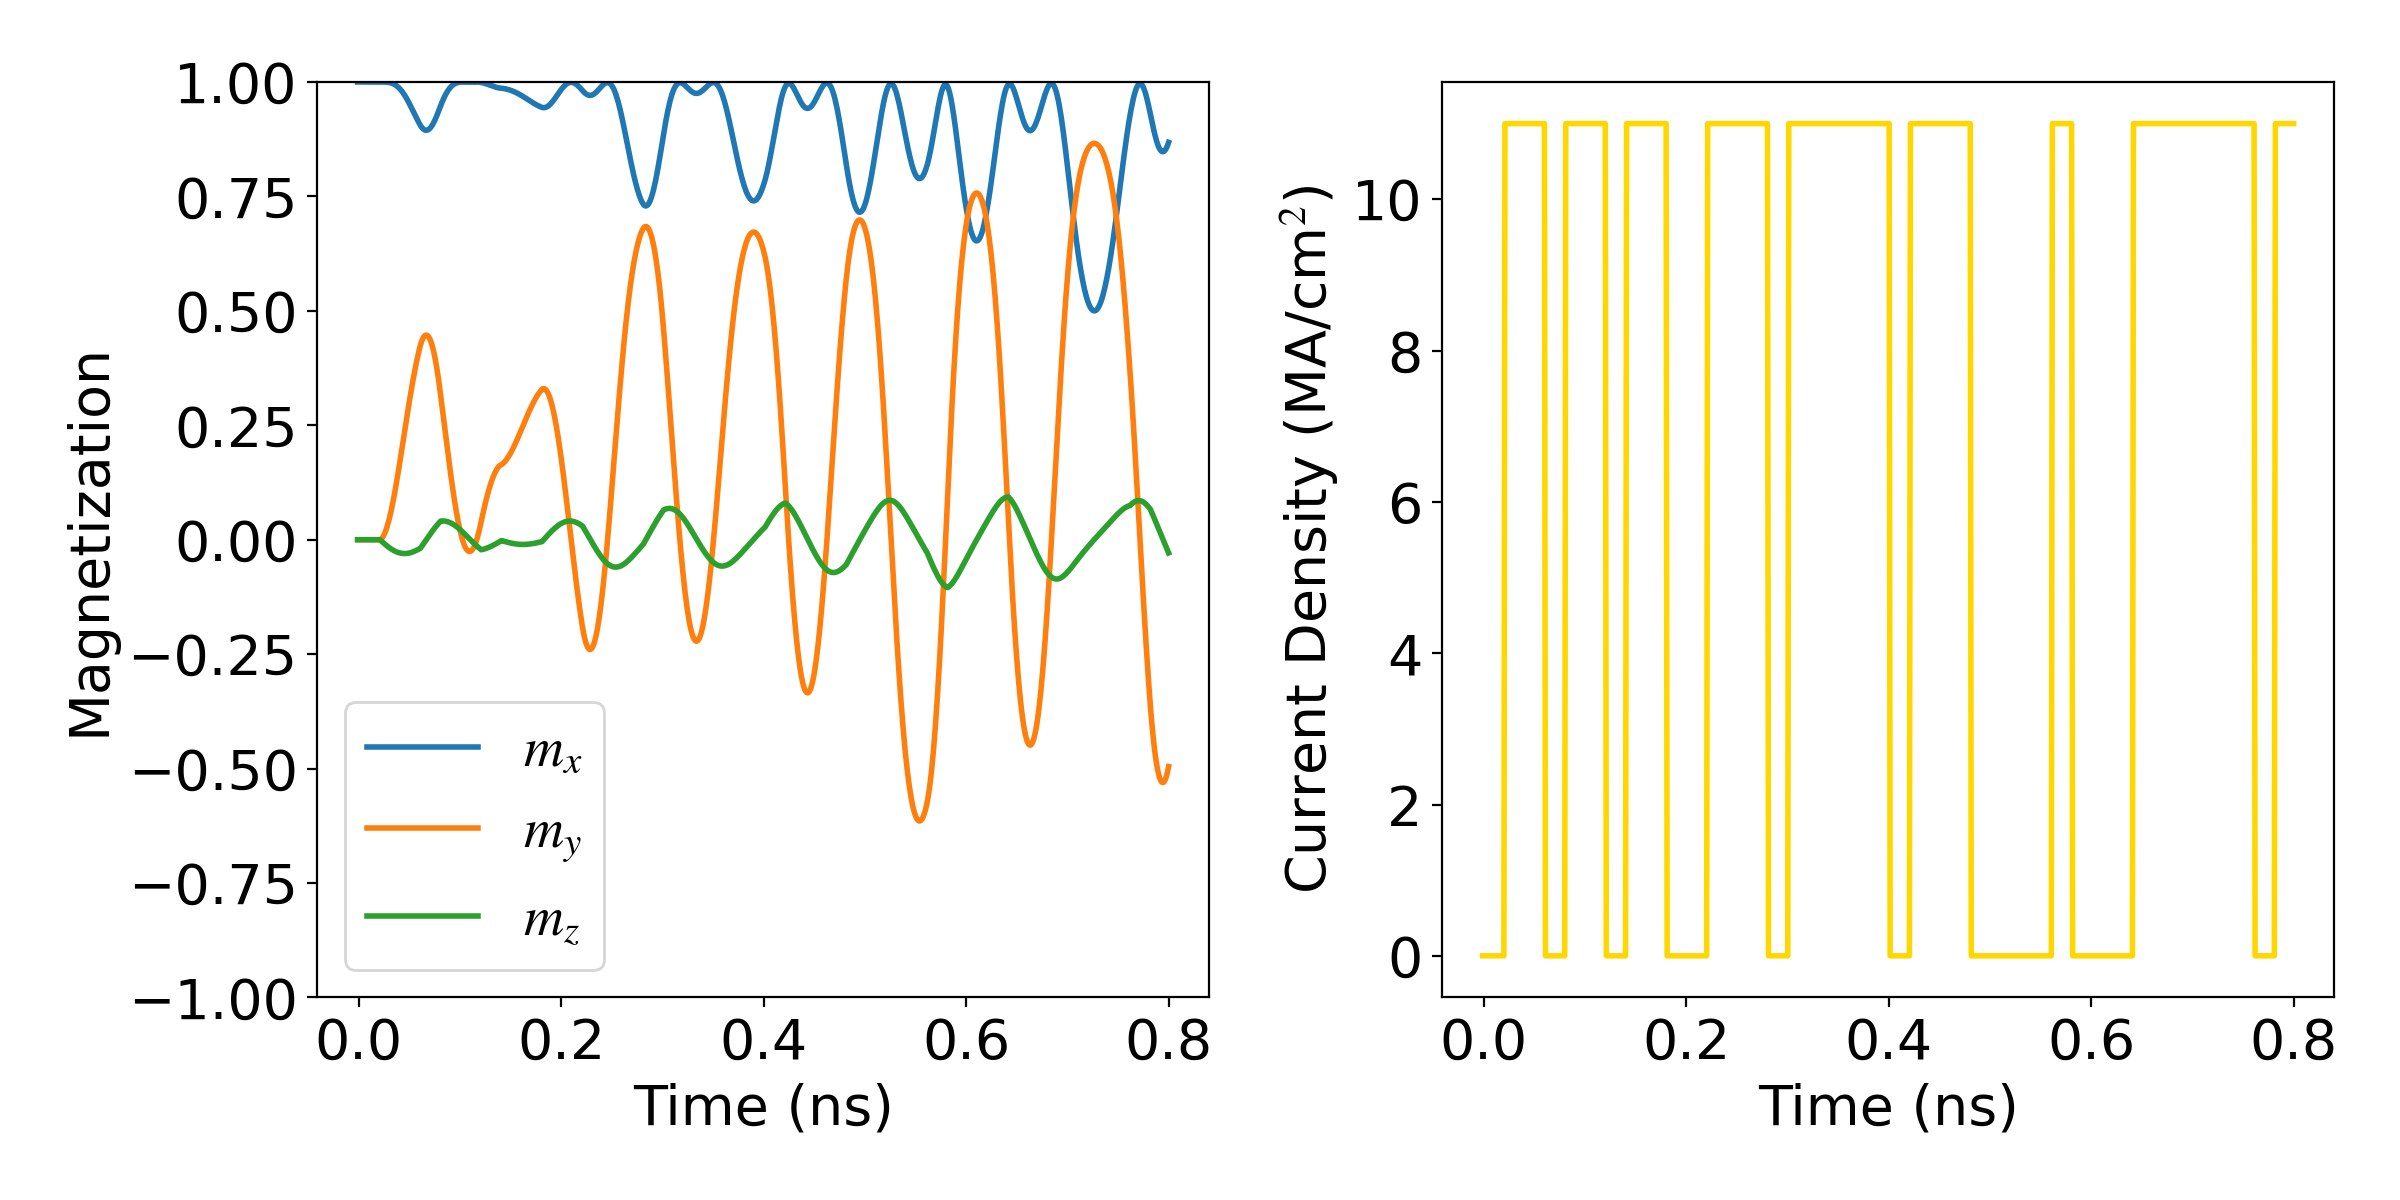 Magnetization
1.00
0.75
0.50
0.25
0.00
−0.25
−0.50
−0.75
−1.00
m_x
m_y
m_z
0.0 0.2 0.4 0.6 0.8
Time (ns)
Current Density (MA/cm²)
10
8
6
4
2
0
0.0 0.2 0.4 0.6 0.8
Time (ns)